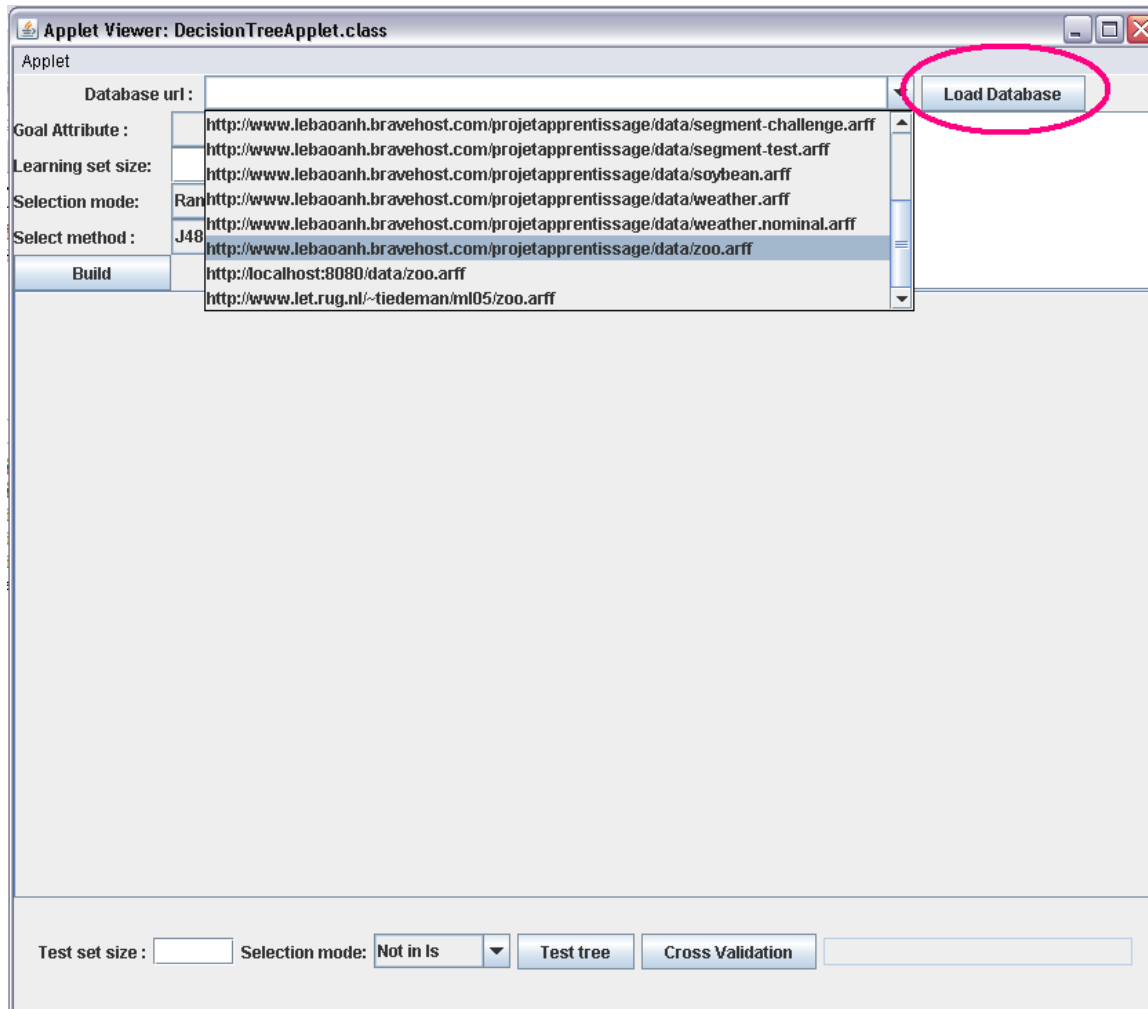 Applet Viewer: DecisionTreeApplet.class
Applet
Database url :
Load Database
http://www.lebaoanh.bravehost.com/projetapprentissage/data/segment-challenge.arff
Goal Attribute :
http://www.lebaoanh.bravehost.com/projetapprentissage/data/segment-test.arff
Learning set size:
http://www.lebaoanh.bravehost.com/projetapprentissage/data/soybean.arff
Selection mode: Ran http://www.lebaoanh.bravehost.com/projetapprentissage/data/weather.arff
http://www.lebaoanh.bravehost.com/projetapprentissage/data/weather.nominal.arff
Select method : J48
http://www.lebaoanh.bravehost.com/projetapprentissage/data/zoo.arff
Build
http://localhost:8080/data/zoo.arff
http://www.let.rug.nl/~tiedeman/ml05/zoo.arff
Test set size : Selection mode: Not in ls Test tree Cross Validation